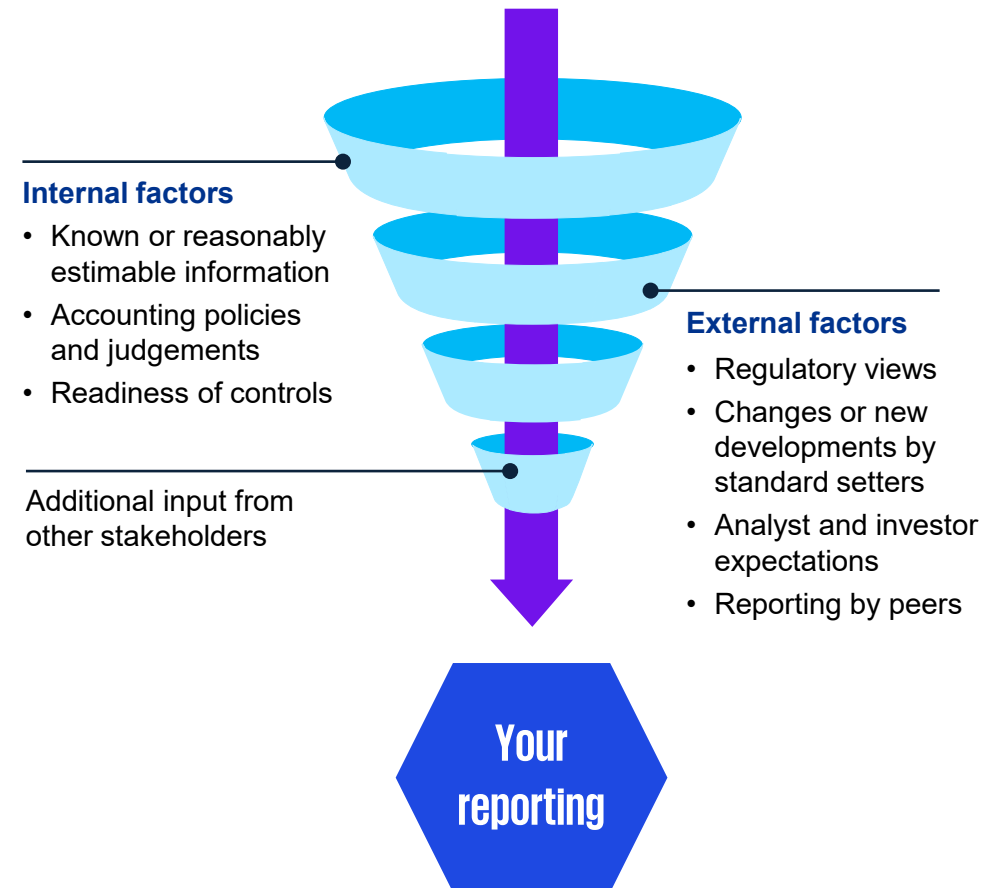 Internal factors
• Known or reasonably
estimable information
• Accounting policies
and judgements
• Readiness of controls
External factors
• Regulatory views
• Changes or new
developments by
standard setters
• Analyst and investor
expectations
• Reporting by peers
Additional input from
other stakeholders
Your
reporting